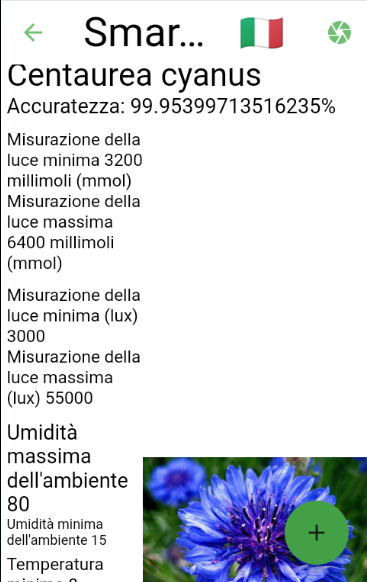 Smar...
Centaurea cyanus
Accuratezza: 99.95399713516235%
Misurazione della
luce minima 3200
millimoli (mmol)
Misurazione della
luce massima
6400 millimoli
(mmol)
Misurazione della
luce minima (lux)
3000
Misurazione della
luce massima
(lux) 55000
Umidità
massima
dell'ambiente
80
Umidità minima
dell'ambiente 15
Temperatura